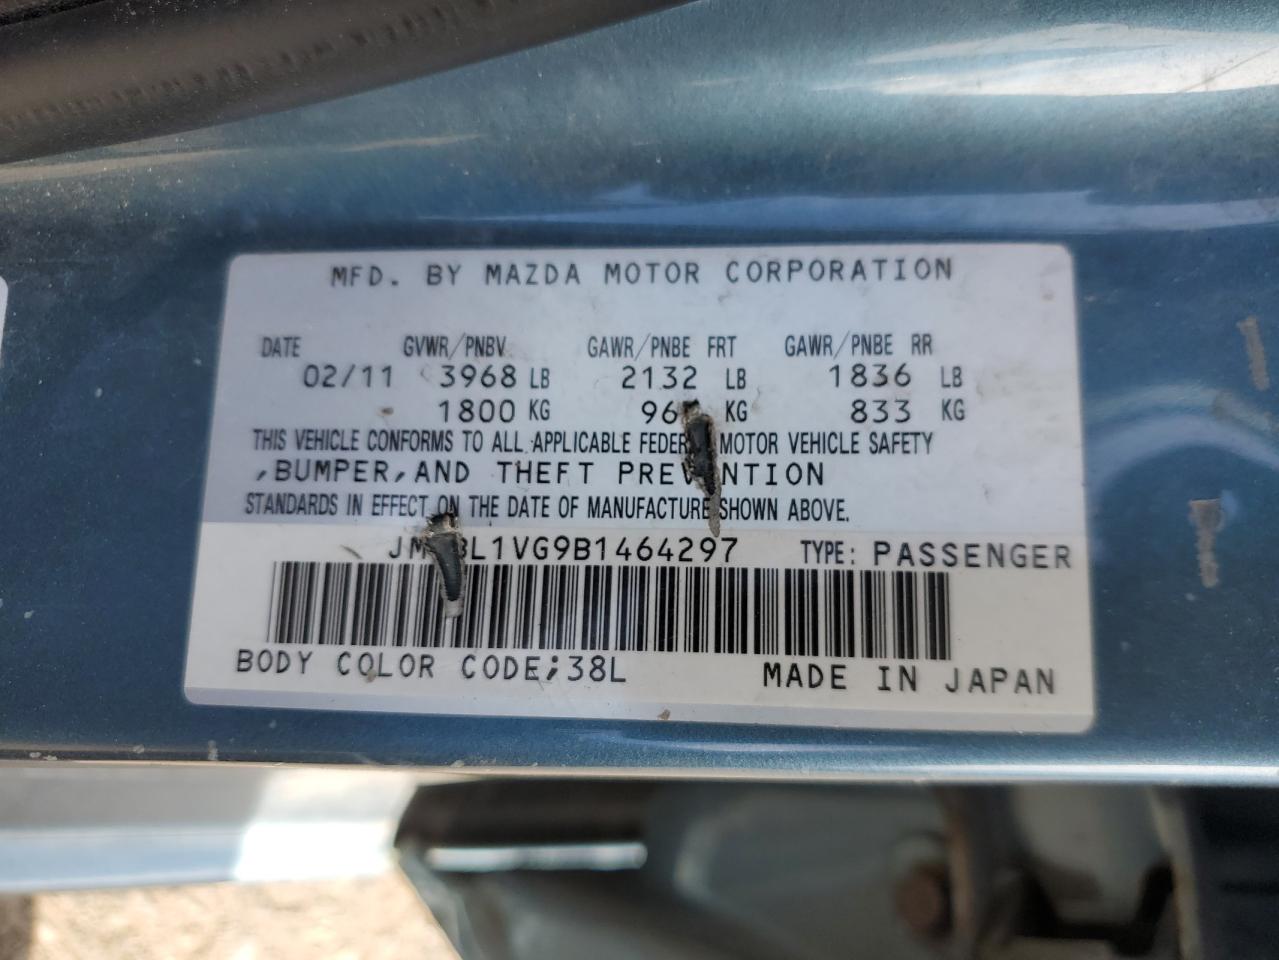 MFD. BY MAZDA MOTOR CORPORATION
DATE GVWR/PNBV GAWR/PNBE FRT GAWR/PNBE RR
02/11 3968 LB 2132 LB 1836 LB
1800 KG KG 833 KG
THIS VEHICLE CONFORMS TO ALL APPLICABLE MOTOR VEHICLE SAFETY
,BUMPER,AND THEFT
STANDARDS IN EFFECT ON THE DATE OF MANUFACTURE SHOWN ABOVE.
TYPE: PASSENGER
BODY COLOR CODE;38L MADE IN JAPAN